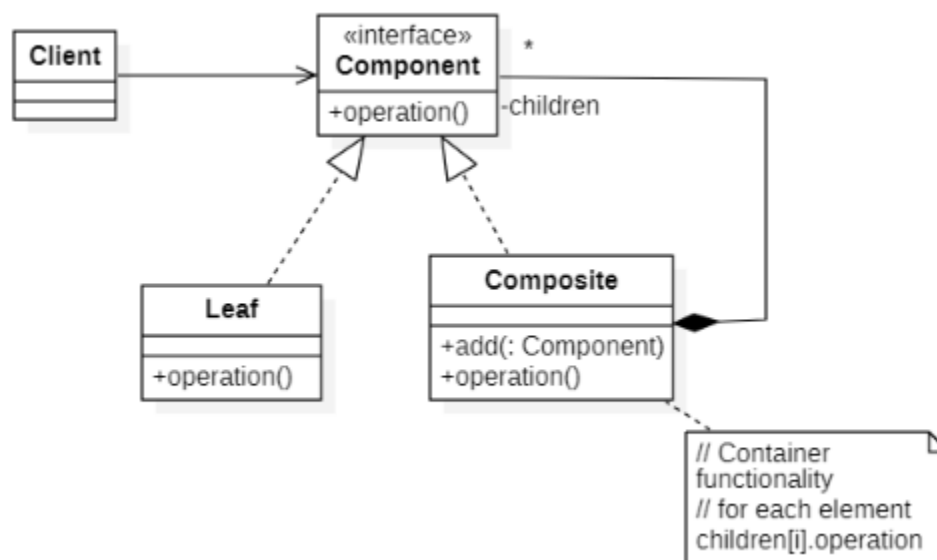 Client
«interface»
Component
+operation()
*
-children
Leaf
+operation()
Composite
+add(: Component)
+operation()
// Container
functionality
// for each element
children[i].operation